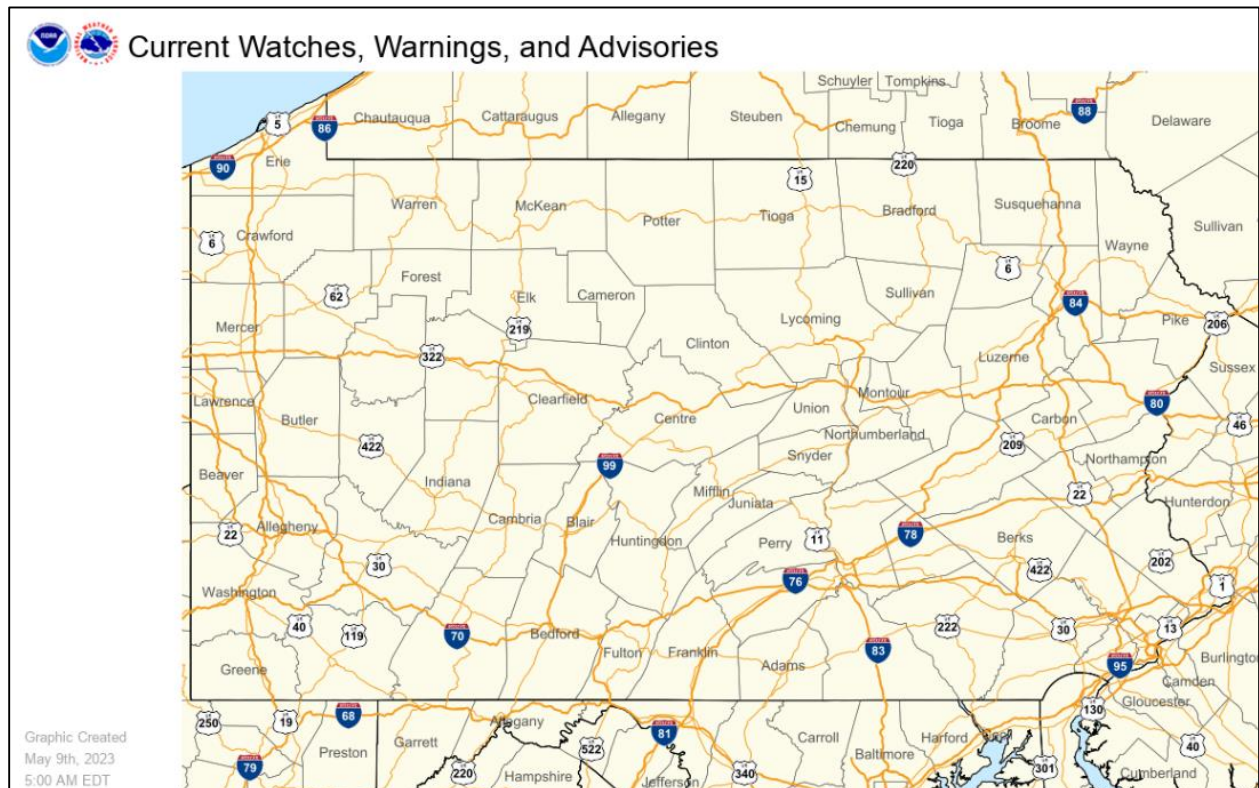 Current Watches, Warnings, and Advisories
Schuyler Tompkins
Chautauqua Cattaraugus Allegany Steuben Chemung Tioga Broome Delaware
5 86 88
90 Erie
220
15
Warren McKean Potter Tioga Bradford Susquehanna
Crawford Wayne Sullivan
6
Forest 6
62 Elk Cameron Sullivan
84
Mercer 219 Lycoming Pike 206
322 Clinton Luzerne Sussex
Lawrence Clearfield Montour 80
Butler Centre Union Carbon 46
422 Northumberland 209
99 Snyder Northampton
Beaver Indiana Mifflin 22
Juniata Hunterdon
22 Allegheny Cambria Blair 11 78 Berks
Huntingdon Perry
30 76 422 202
Washington 1
40 119 70 Bedford 222 30 13
Fulton Franklin 83
Greene Adams 95 Burlington
Camden
250 19 68 Allegany 130 Gloucester
81
Preston Garrett 522 Carroll Harford 40
Baltimore
79 220 Hampshire Jefferson 340 301 Cumberland
Graphic Created
May 9th, 2023
5:00 AM EDT